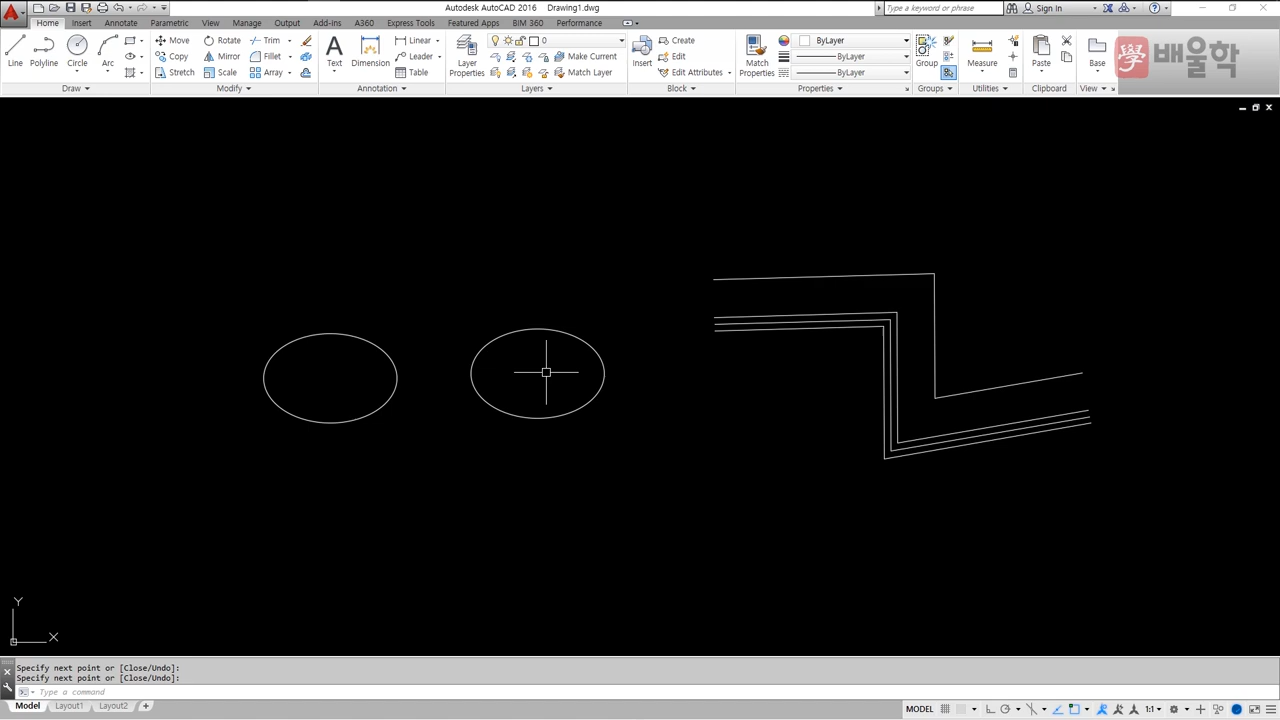 Autodesk AutoCAD 2016 Drawing1.dwg
Type a keyword or phrase
Sign In
Home Insert Annotate Parametric View Manage Output Add-ins A360 Express Tools Featured Apps BIM 360 Performance
Line
Polyline
Circle
Arc
Move
Rotate
Trim
Copy
Mirror
Fillet
Stretch
Scale
Array
Text
Dimension
Linear
Leader
Table
Layer
Properties
0
Make Current
Match Layer
Insert
Create
Edit
Edit Attributes
Match
Properties
ByLayer
ByLayer
ByLayer
Group
Measure
Paste
Base
學 배울학
Draw Modify Annotation Layers Block Properties Groups Utilities Clipboard View
Y
X
Specify next point or [Close/Undo]:
Specify next point or [Close/Undo]:
Type a command
Model Layout1 Layout2 +
MODEL
1:1